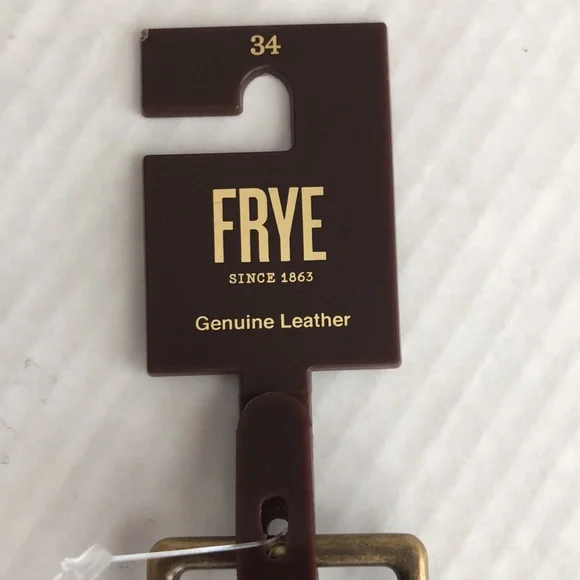 34
FRYE
SINCE 1863
Genuine Leather